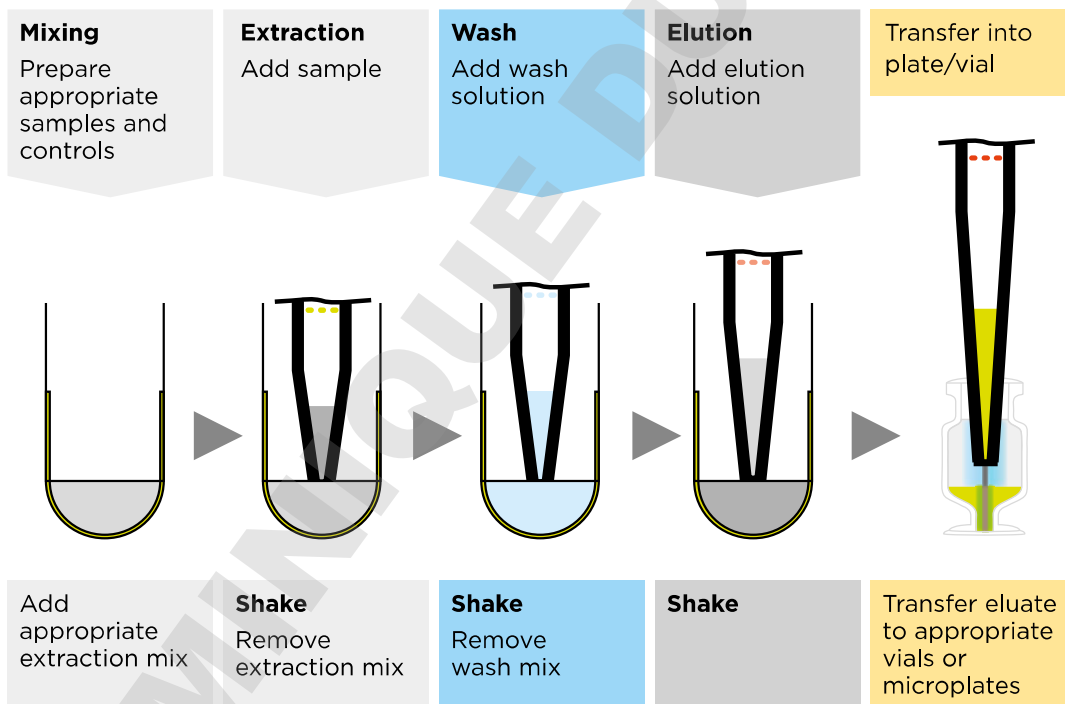 Mixing
Prepare
appropriate
samples and
controls
Extraction
Add sample
Wash
Add wash
solution
Elution
Add elution
solution
Transfer into
plate/vial
Add
appropriate
extraction mix
Shake
Remove
extraction mix
Shake
Remove
wash mix
Shake
Transfer eluate
to appropriate
vials or
microplates
MINIQUE DU